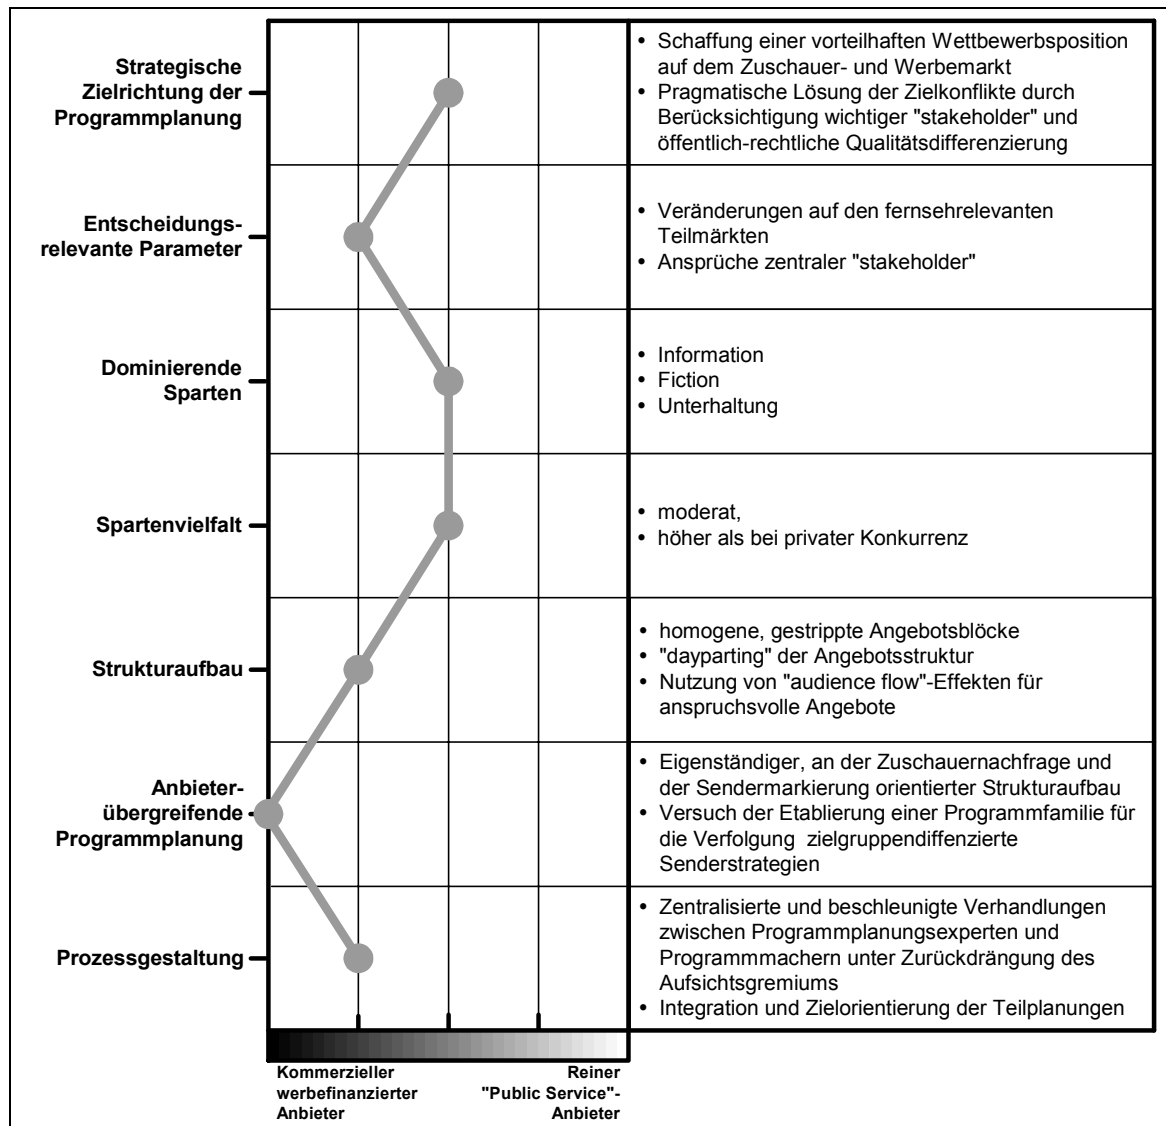 Strategische
Zielrichtung der
Programmplanung
• Schaffung einer vorteilhaften Wettbewerbsposition
auf dem Zuschauer- und Werbemarkt
• Pragmatische Lösung der Zielkonflikte durch
Berücksichtigung wichtiger "stakeholder" und
öffentlich-rechtliche Qualitätsdifferenzierung
Entscheidungs-
relevante Parameter
• Veränderungen auf den fernsehrelevanten
Teilmärkten
• Ansprüche zentraler "stakeholder"
Dominierende
Sparten
• Information
• Fiction
• Unterhaltung
Spartenvielfalt
• moderat,
• höher als bei privater Konkurrenz
Strukturaufbau
• homogene, gestrippte Angebotsblöcke
• "dayparting" der Angebotsstruktur
• Nutzung von "audience flow"-Effekten für
anspruchsvolle Angebote
Anbieter-
übergreifende
Programmplanung
• Eigenständiger, an der Zuschauernachfrage und
der Sendermarkierung orientierter Strukturaufbau
• Versuch der Etablierung einer Programmfamilie für
die Verfolgung zielgruppendiffenzierte
Senderstrategien
Prozessgestaltung
• Zentralisierte und beschleunigte Verhandlungen
zwischen Programmplanungsexperten und
Programmmachern unter Zurückdrängung des
Aufsichtsgremiums
• Integration und Zielorientierung der Teilplanungen
Kommerzieller
werbefinanzierter
Anbieter
Reiner
"Public Service"-
Anbieter